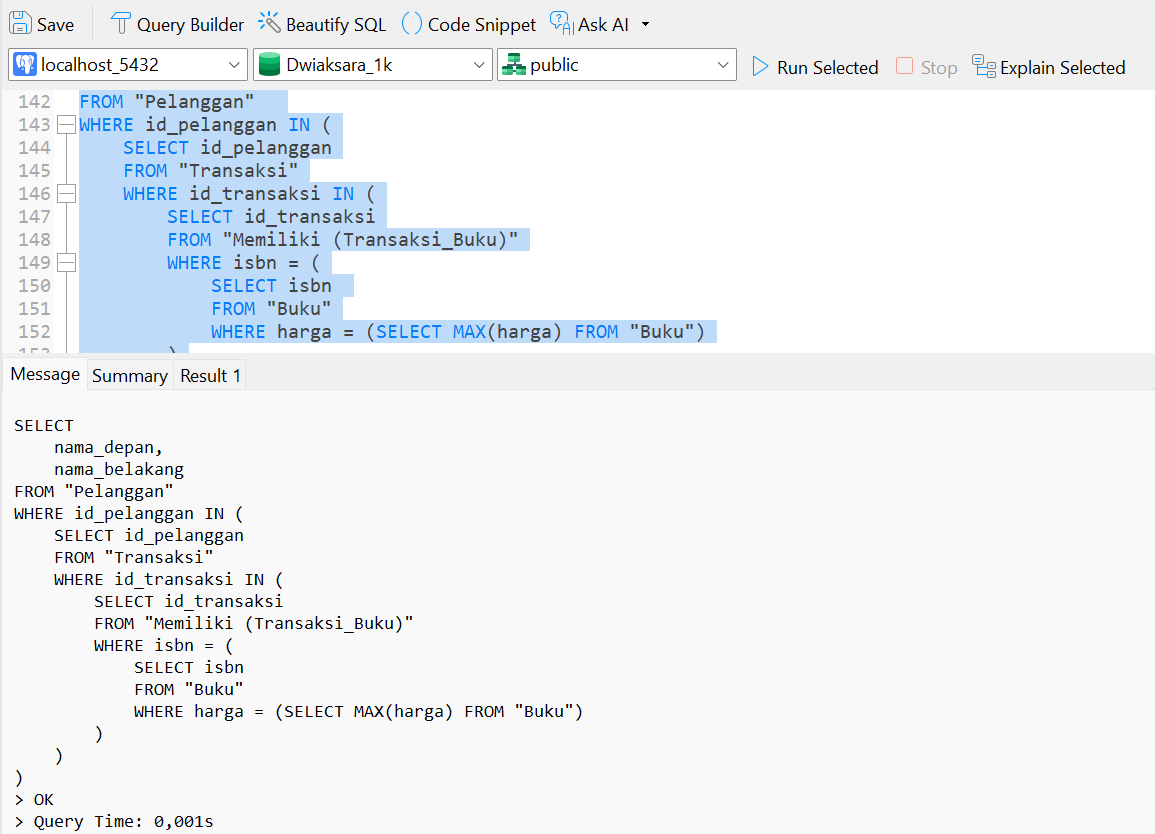 Save Query Builder Beautify SQL () Code Snippet Ask AI
localhost_5432 Dwiaksara_1k public Run Selected Stop Explain Selected
142 FROM "Pelanggan"
143 WHERE id_pelanggan IN (
144 SELECT id_pelanggan
145 FROM "Transaksi"
146 WHERE id_transaksi IN (
147 SELECT id_transaksi
148 FROM "Memiliki (Transaksi_Buku)"
149 WHERE isbn = (
150 SELECT isbn
151 FROM "Buku"
152 WHERE harga = (SELECT MAX(harga) FROM "Buku")
153 )
Message Summary Result 1
SELECT
nama_depan,
nama_belakang
FROM "Pelanggan"
WHERE id_pelanggan IN (
SELECT id_pelanggan
FROM "Transaksi"
WHERE id_transaksi IN (
SELECT id_transaksi
FROM "Memiliki (Transaksi_Buku)"
WHERE isbn = (
SELECT isbn
FROM "Buku"
WHERE harga = (SELECT MAX(harga) FROM "Buku")
)
)
)
> OK
> Query Time: 0,001s